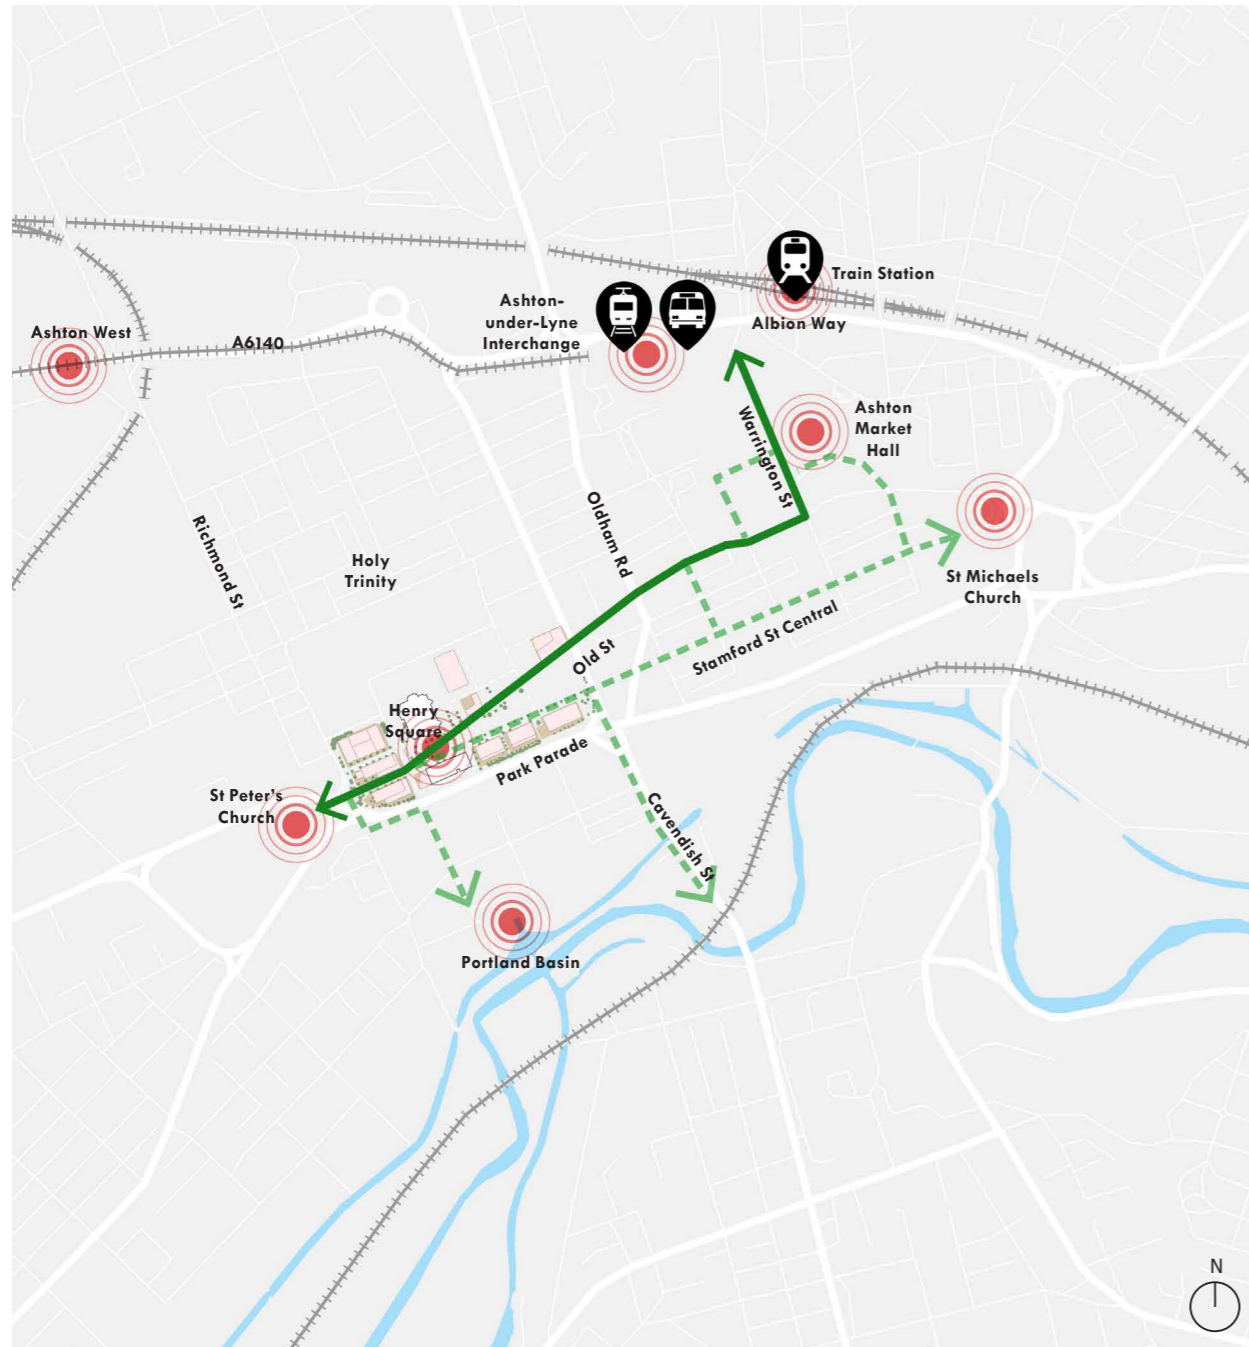 Train Station
Ashton-
under-Lyne
Interchange
Albion Way
Ashton West
A6140
Ashton
Market
Hall
Warrington St
Oldham Rd
Richmond St
Holy
Trinity
St Michaels
Church
Stamford St Central
Old St
Henry
Square
Park Parade
St Peter's
Church
Cavendish St
Portland Basin
N